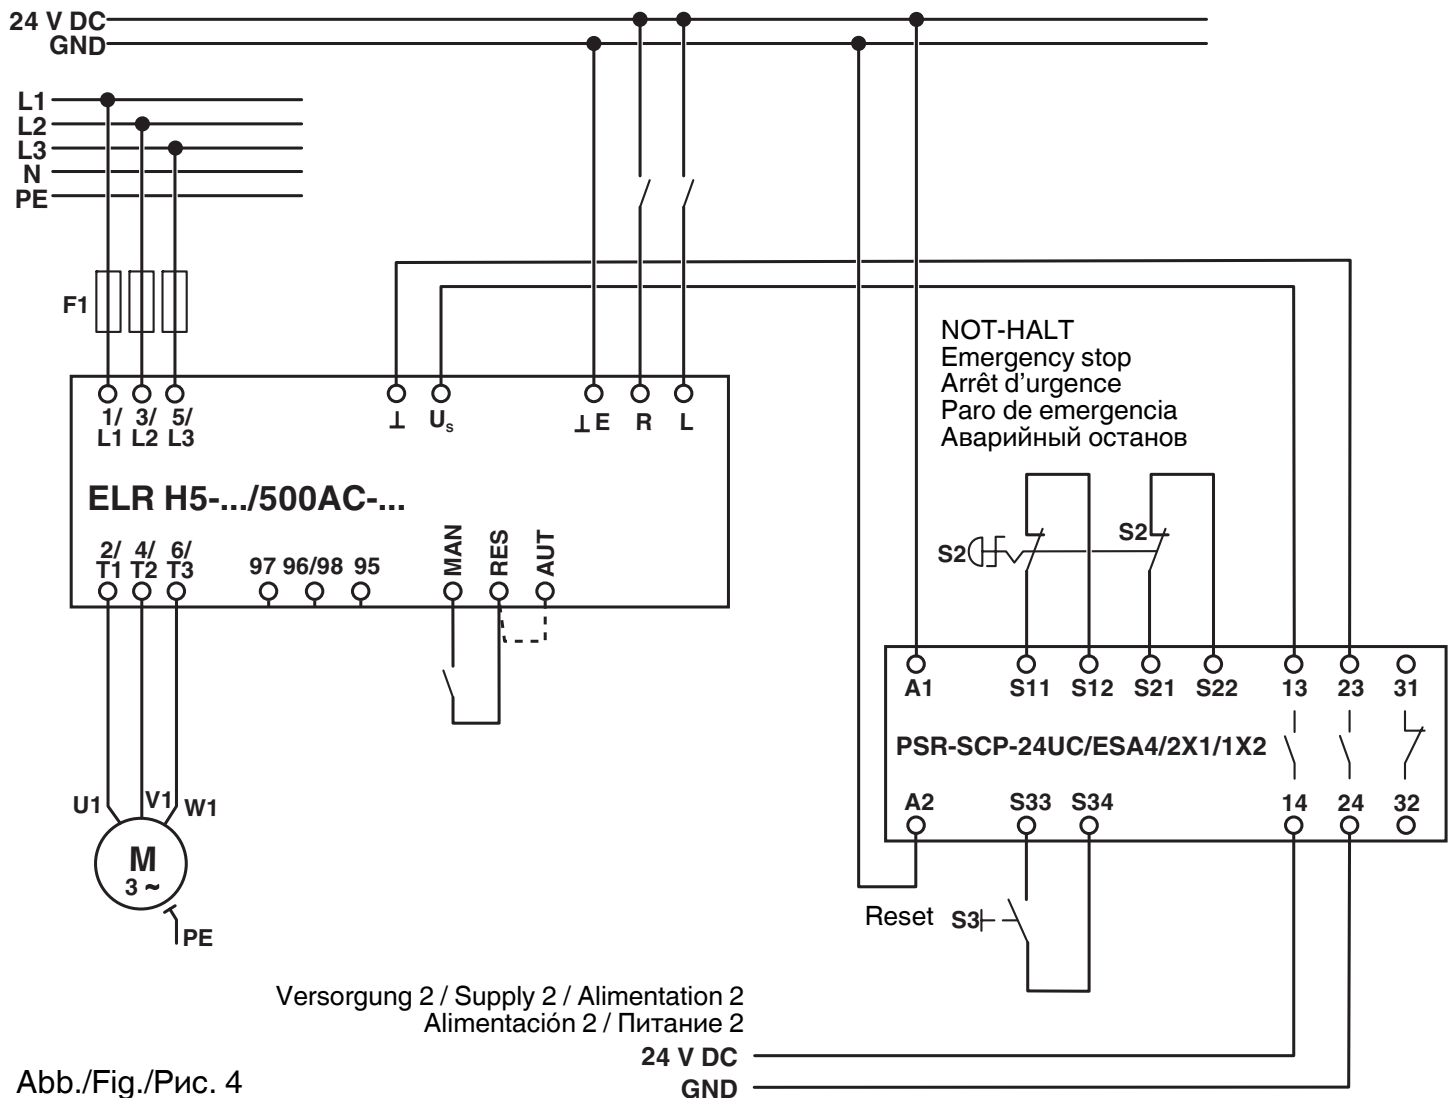 24 V DC
GND
L1
L2
L3
N
PE
F1
NOT-HALT
Emergency stop
Arrêt d’urgence
Paro de emergencia
Аварийный останов
1/ 3/ 5/
L1 L2 L3
⊥ Us ⊥ E R L
ELR H5-.../500AC-...
2/ 4/ 6/
T1 T2 T3
97 96/98 95
MAN RES AUT
S2
S2
A1 S11 S12 S21 S22 13 23 31
PSR-SCP-24UC/ESA4/2X1/1X2
A2 S33 S34 14 24 32
U1 V1 W1
M
3 ~
PE
Reset S3
Versorgung 2 / Supply 2 / Alimentation 2
Alimentación 2 / Питание 2
24 V DC
GND
Abb./Fig./Рис. 4